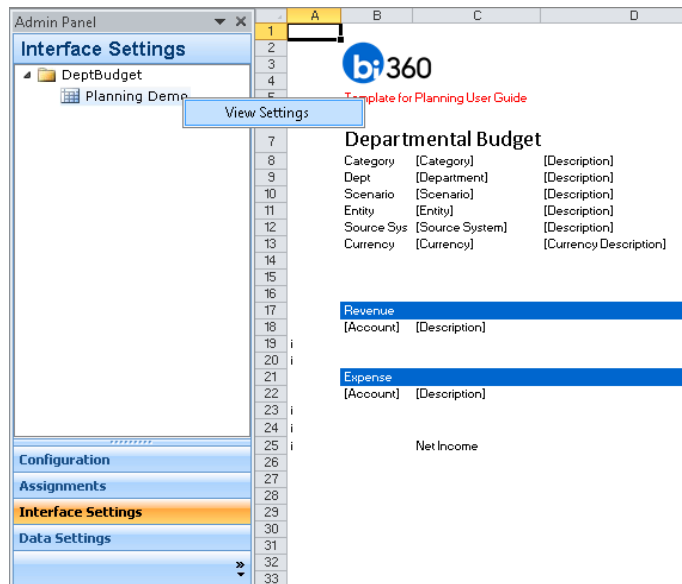 Admin Panel
Interface Settings
DeptBudget
Planning Demo
View Settings
Configuration
Assignments
Interface Settings
Data Settings
A B C D
1
2
3
bi360
4
Template for Planning User Guide
7 Departmental Budget
8 Category [Category] [Description]
9 Dept [Department] [Description]
10 Scenario [Scenario] [Description]
11 Entity [Entity] [Description]
12 Source Sys [Source System] [Description]
13 Currency [Currency] [Currency Description]
14
15
16
17 Revenue
18 [Account] [Description]
19 i
20 i
21 Expense
22 [Account] [Description]
23 i
24 i
25 i Net Income
26
27
28
29
30
31
32
33